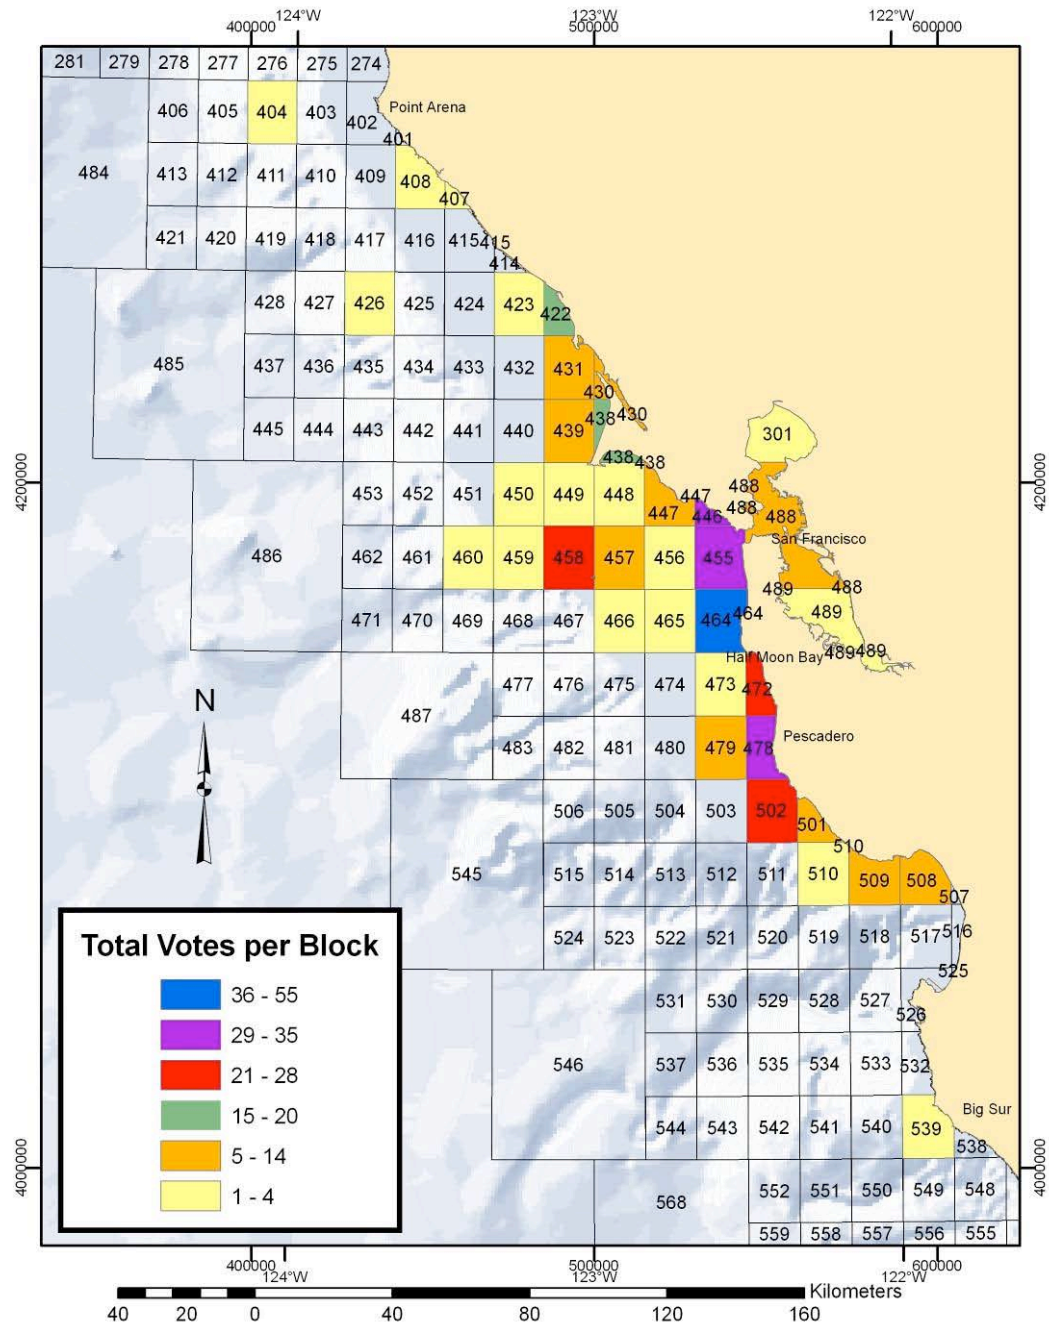 124°W 123°W 122°W
400000 500000 600000
281 279 278 277 276 275 274
406 405 404 403 402 Point Arena
401
484 413 412 411 410 409 408
407
421 420 419 418 417 416 415 415
414
428 427 426 425 424 423 422
485 437 436 435 434 433 432 431
430
430
445 444 443 442 441 440 439 438
301
438 438
4200000 4200000
453 452 451 450 449 448 447 447 446 488
488 488
486 462 461 460 459 458 457 456 455 San Francisco
489 488
471 470 469 468 467 466 465 464 464 489
489 489
Half Moon Bay
477 476 475 474 473 472
487
N
483 482 481 480 479 478 Pescadero
506 505 504 503 502 501
510
545 515 514 513 512 511 510 509 508
507
524 523 522 521 520 519 518 517 516
525
531 530 529 528 527
526
546 537 536 535 534 533 532
544 543 542 541 540 539 Big Sur
538
4000000 4000000
568 552 551 550 549 548
559 558 557 556 555
Total Votes per Block
36 - 55
29 - 35
21 - 28
15 - 20
5 - 14
1 - 4
400000 500000 600000
124°W 123°W 122°W
Kilometers
40 20 0 40 80 120 160